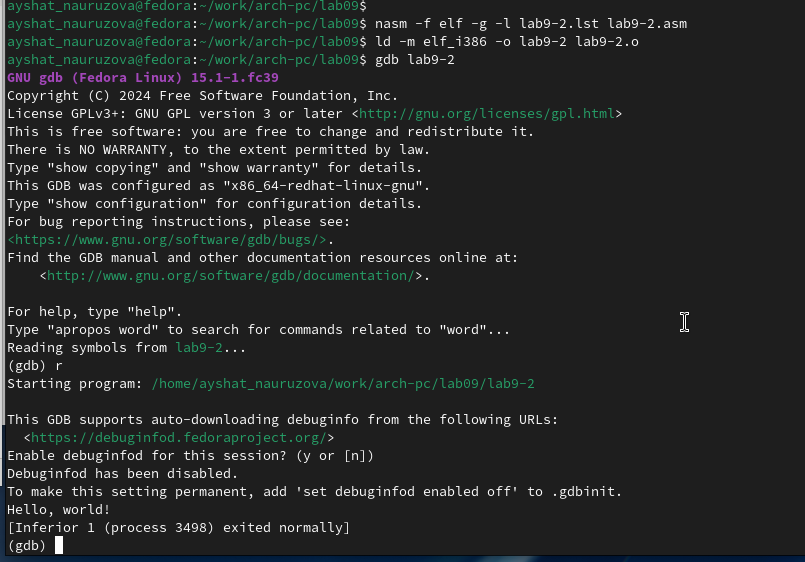 ayshat_nauruzova@fedora:~/work/arch-pc/lab09$
ayshat_nauruzova@fedora:~/work/arch-pc/lab09$ nasm -f elf -g -l lab9-2.lst lab9-2.asm
ayshat_nauruzova@fedora:~/work/arch-pc/lab09$ ld -m elf_i386 -o lab9-2 lab9-2.o
ayshat_nauruzova@fedora:~/work/arch-pc/lab09$ gdb lab9-2
GNU gdb (Fedora Linux) 15.1-1.fc39
Copyright (C) 2024 Free Software Foundation, Inc.
License GPLv3+: GNU GPL version 3 or later <http://gnu.org/licenses/gpl.html>
This is free software: you are free to change and redistribute it.
There is NO WARRANTY, to the extent permitted by law.
Type "show copying" and "show warranty" for details.
This GDB was configured as "x86_64-redhat-linux-gnu".
Type "show configuration" for configuration details.
For bug reporting instructions, please see:
<https://www.gnu.org/software/gdb/bugs/>.
Find the GDB manual and other documentation resources online at:
    <http://www.gnu.org/software/gdb/documentation/>.

For help, type "help".
Type "apropos word" to search for commands related to "word"...
Reading symbols from lab9-2...
(gdb) r
Starting program: /home/ayshat_nauruzova/work/arch-pc/lab09/lab9-2

This GDB supports auto-downloading debuginfo from the following URLs:
  <https://debuginfod.fedoraproject.org/>
Enable debuginfod for this session? (y or [n])
Debuginfod has been disabled.
To make this setting permanent, add 'set debuginfod enabled off' to .gdbinit.
Hello, world!
[Inferior 1 (process 3498) exited normally]
(gdb)